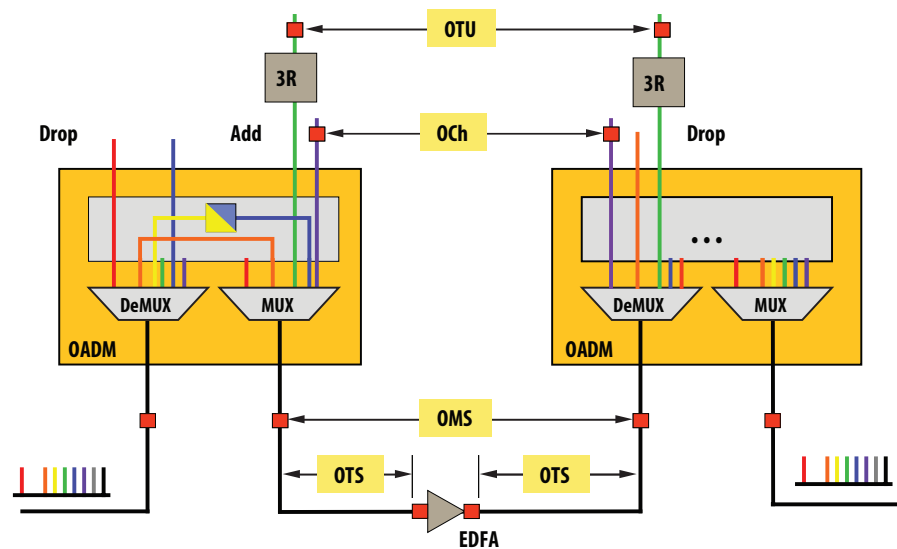 OTU
3R
3R
Drop
Add
OCh
Drop
...
DeMUX
MUX
DeMUX
MUX
OADM
OADM
OMS
OTS
OTS
EDFA